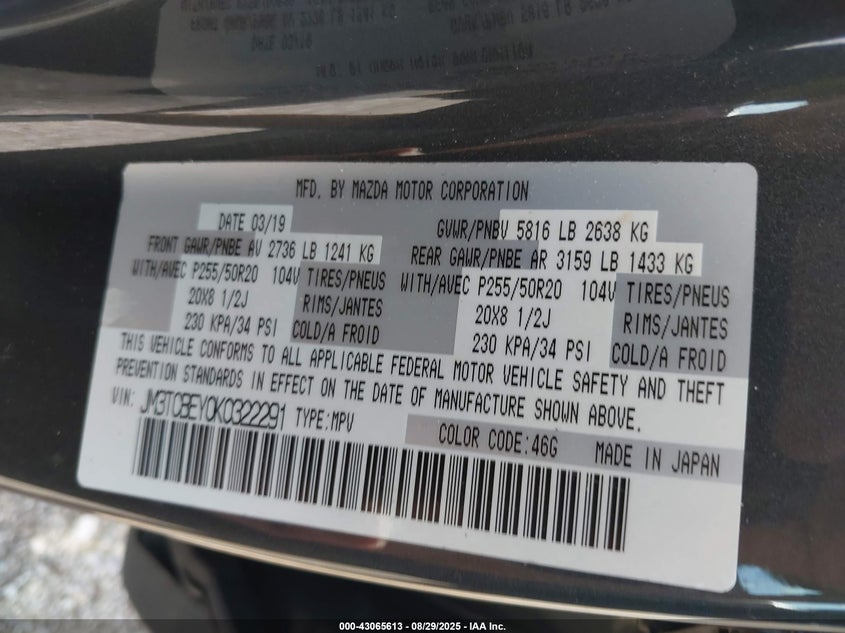 MFD. BY MAZDA MOTOR CORPORATION
DATE 03/19 GVWR/PNBV 5816 LB 2638 KG
FRONT GAWR/PNBE AV 2736 LB 1241 KG REAR GAWR/PNBE AR 3159 LB 1433 KG
WITH/AVEC P255/50R20 104V TIRES/PNEUS WITH/AVEC P255/50R20 104V TIRES/PNEUS
20X8 1/2J RIMS/JANTES 20X8 1/2J RIMS/JANTES
230 KPA/34 PSI COLD/A FROID 230 KPA/34 PSI COLD/A FROID
THIS VEHICLE CONFORMS TO ALL APPLICABLE FEDERAL MOTOR VEHICLE SAFETY AND THEFT
PREVENTION STANDARDS IN EFFECT ON THE DATE OF MANUFACTURE SHOWN ABOVE.
VIN: JM3TCBEY0K0322291 TYPE:MPV
COLOR CODE:46G MADE IN JAPAN
000-43065613 - 08/29/2025 - IAA Inc.